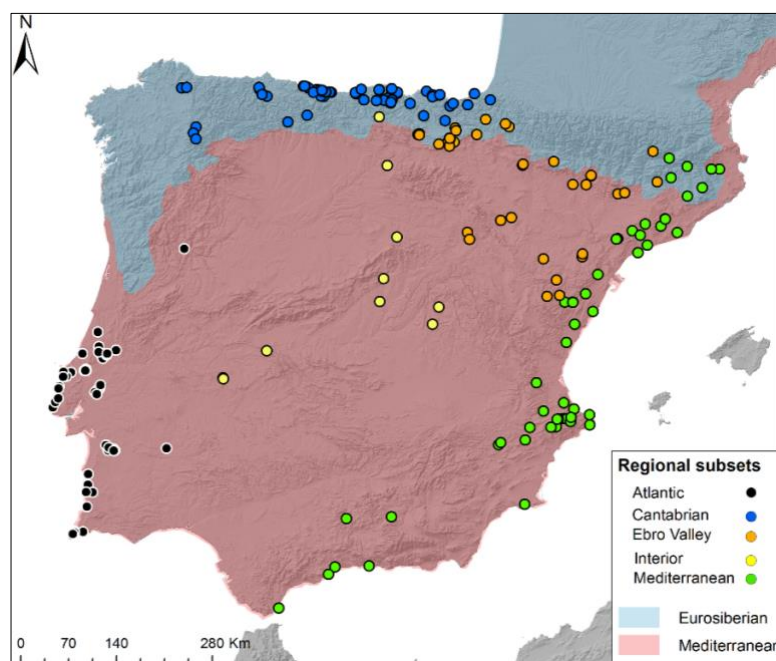 N
Regional subsets
Atlantic
Cantabrian
Ebro Valley
Interior
Mediterranean
Eurosiberian
Mediterranean
0 70 140 280 Km